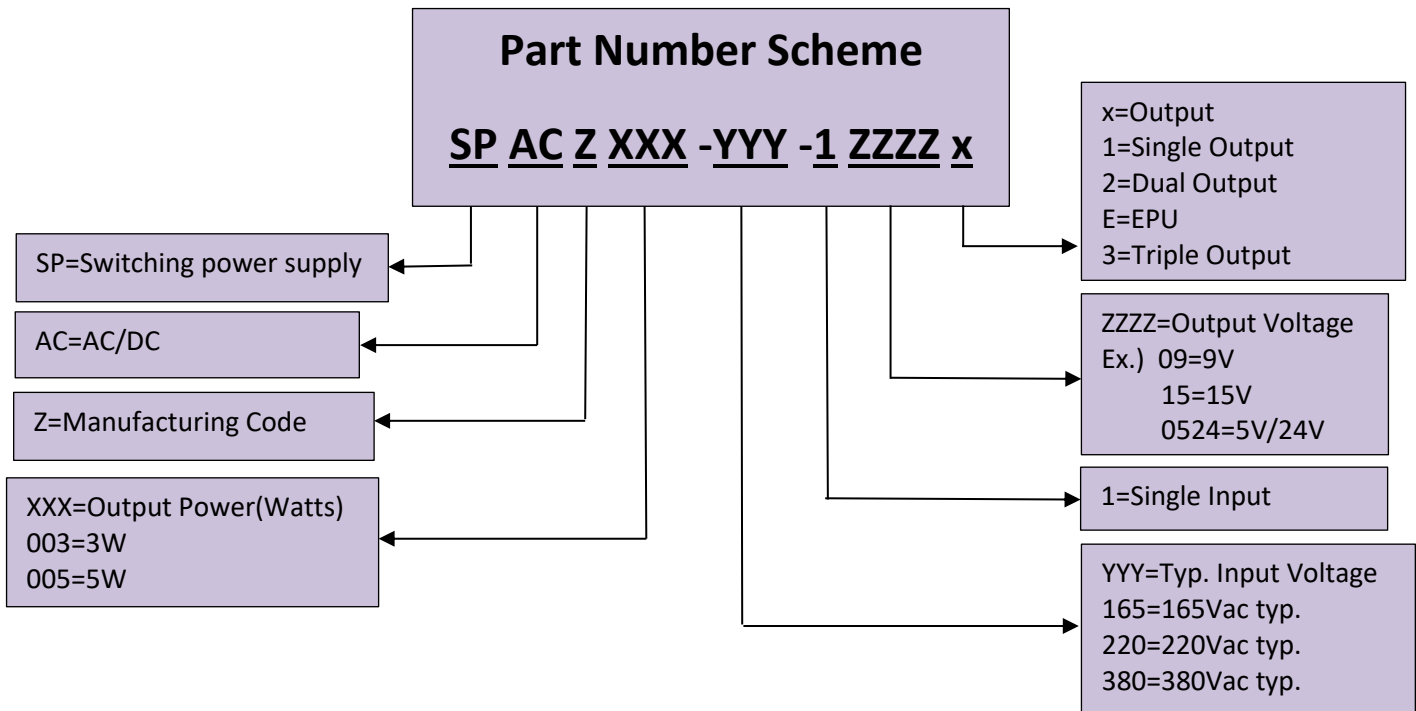 Part Number Scheme
SP AC Z XXX -YYY -1 ZZZZ x
x=Output
1=Single Output
2=Dual Output
E=EPU
3=Triple Output
SP=Switching power supply
AC=AC/DC
Z=Manufacturing Code
XXX=Output Power(Watts)
003=3W
005=5W
ZZZZ=Output Voltage
Ex.) 09=9V
15=15V
0524=5V/24V
1=Single Input
YYY=Typ. Input Voltage
165=165Vac typ.
220=220Vac typ.
380=380Vac typ.